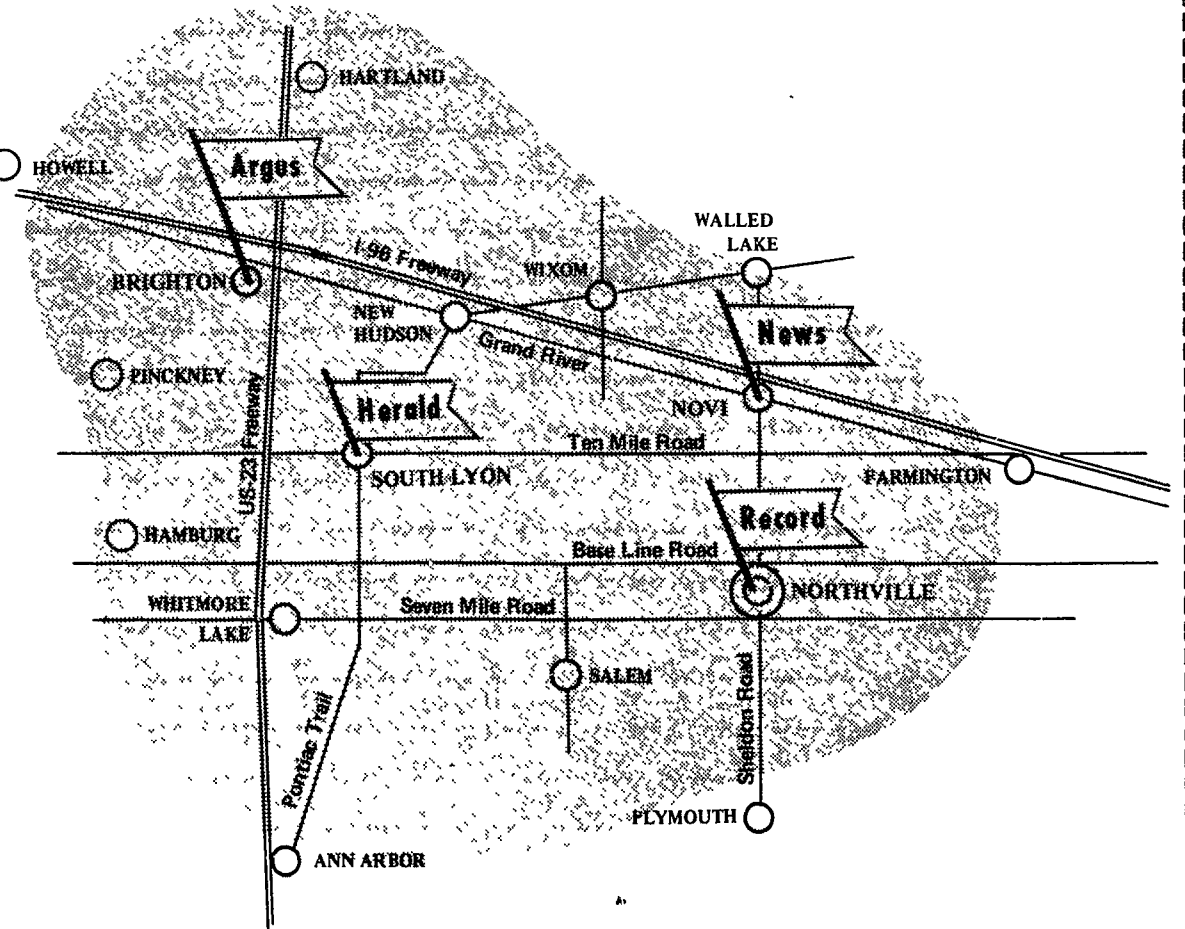 HARTLAND
HOWELL
Argus
WALLED
LAKE
I-96 Freeway
WIXOM
BRIGHTON
NEW
HUDSON
News
Grand River
PINCKNEY
Herald
NOVI
US-23 Freeway
Ten Mile Road
SOUTH LYON
FARMINGTON
Record
HAMBURG
Base Line Road
NORTHVILLE
WHITMORE
LAKE
Seven Mile Road
SALEM
Sheldon Road
Pontiac Trail
PLYMOUTH
ANN ARBOR